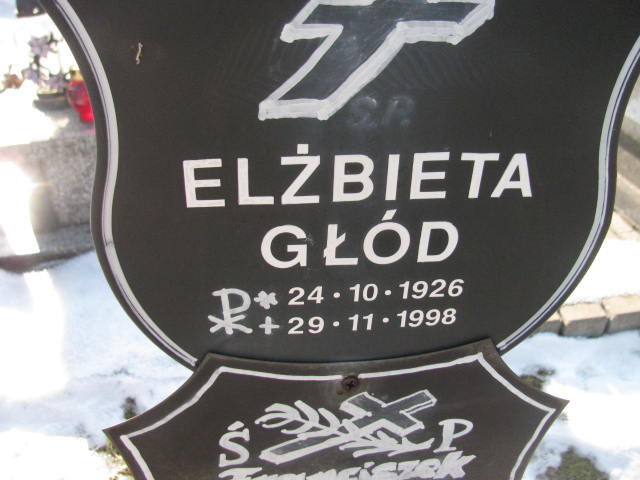 Ś.P.
ELŻBIETA
GŁÓD
* 24·10·1926
+ 29·11·1998
Ś P
Franciszek